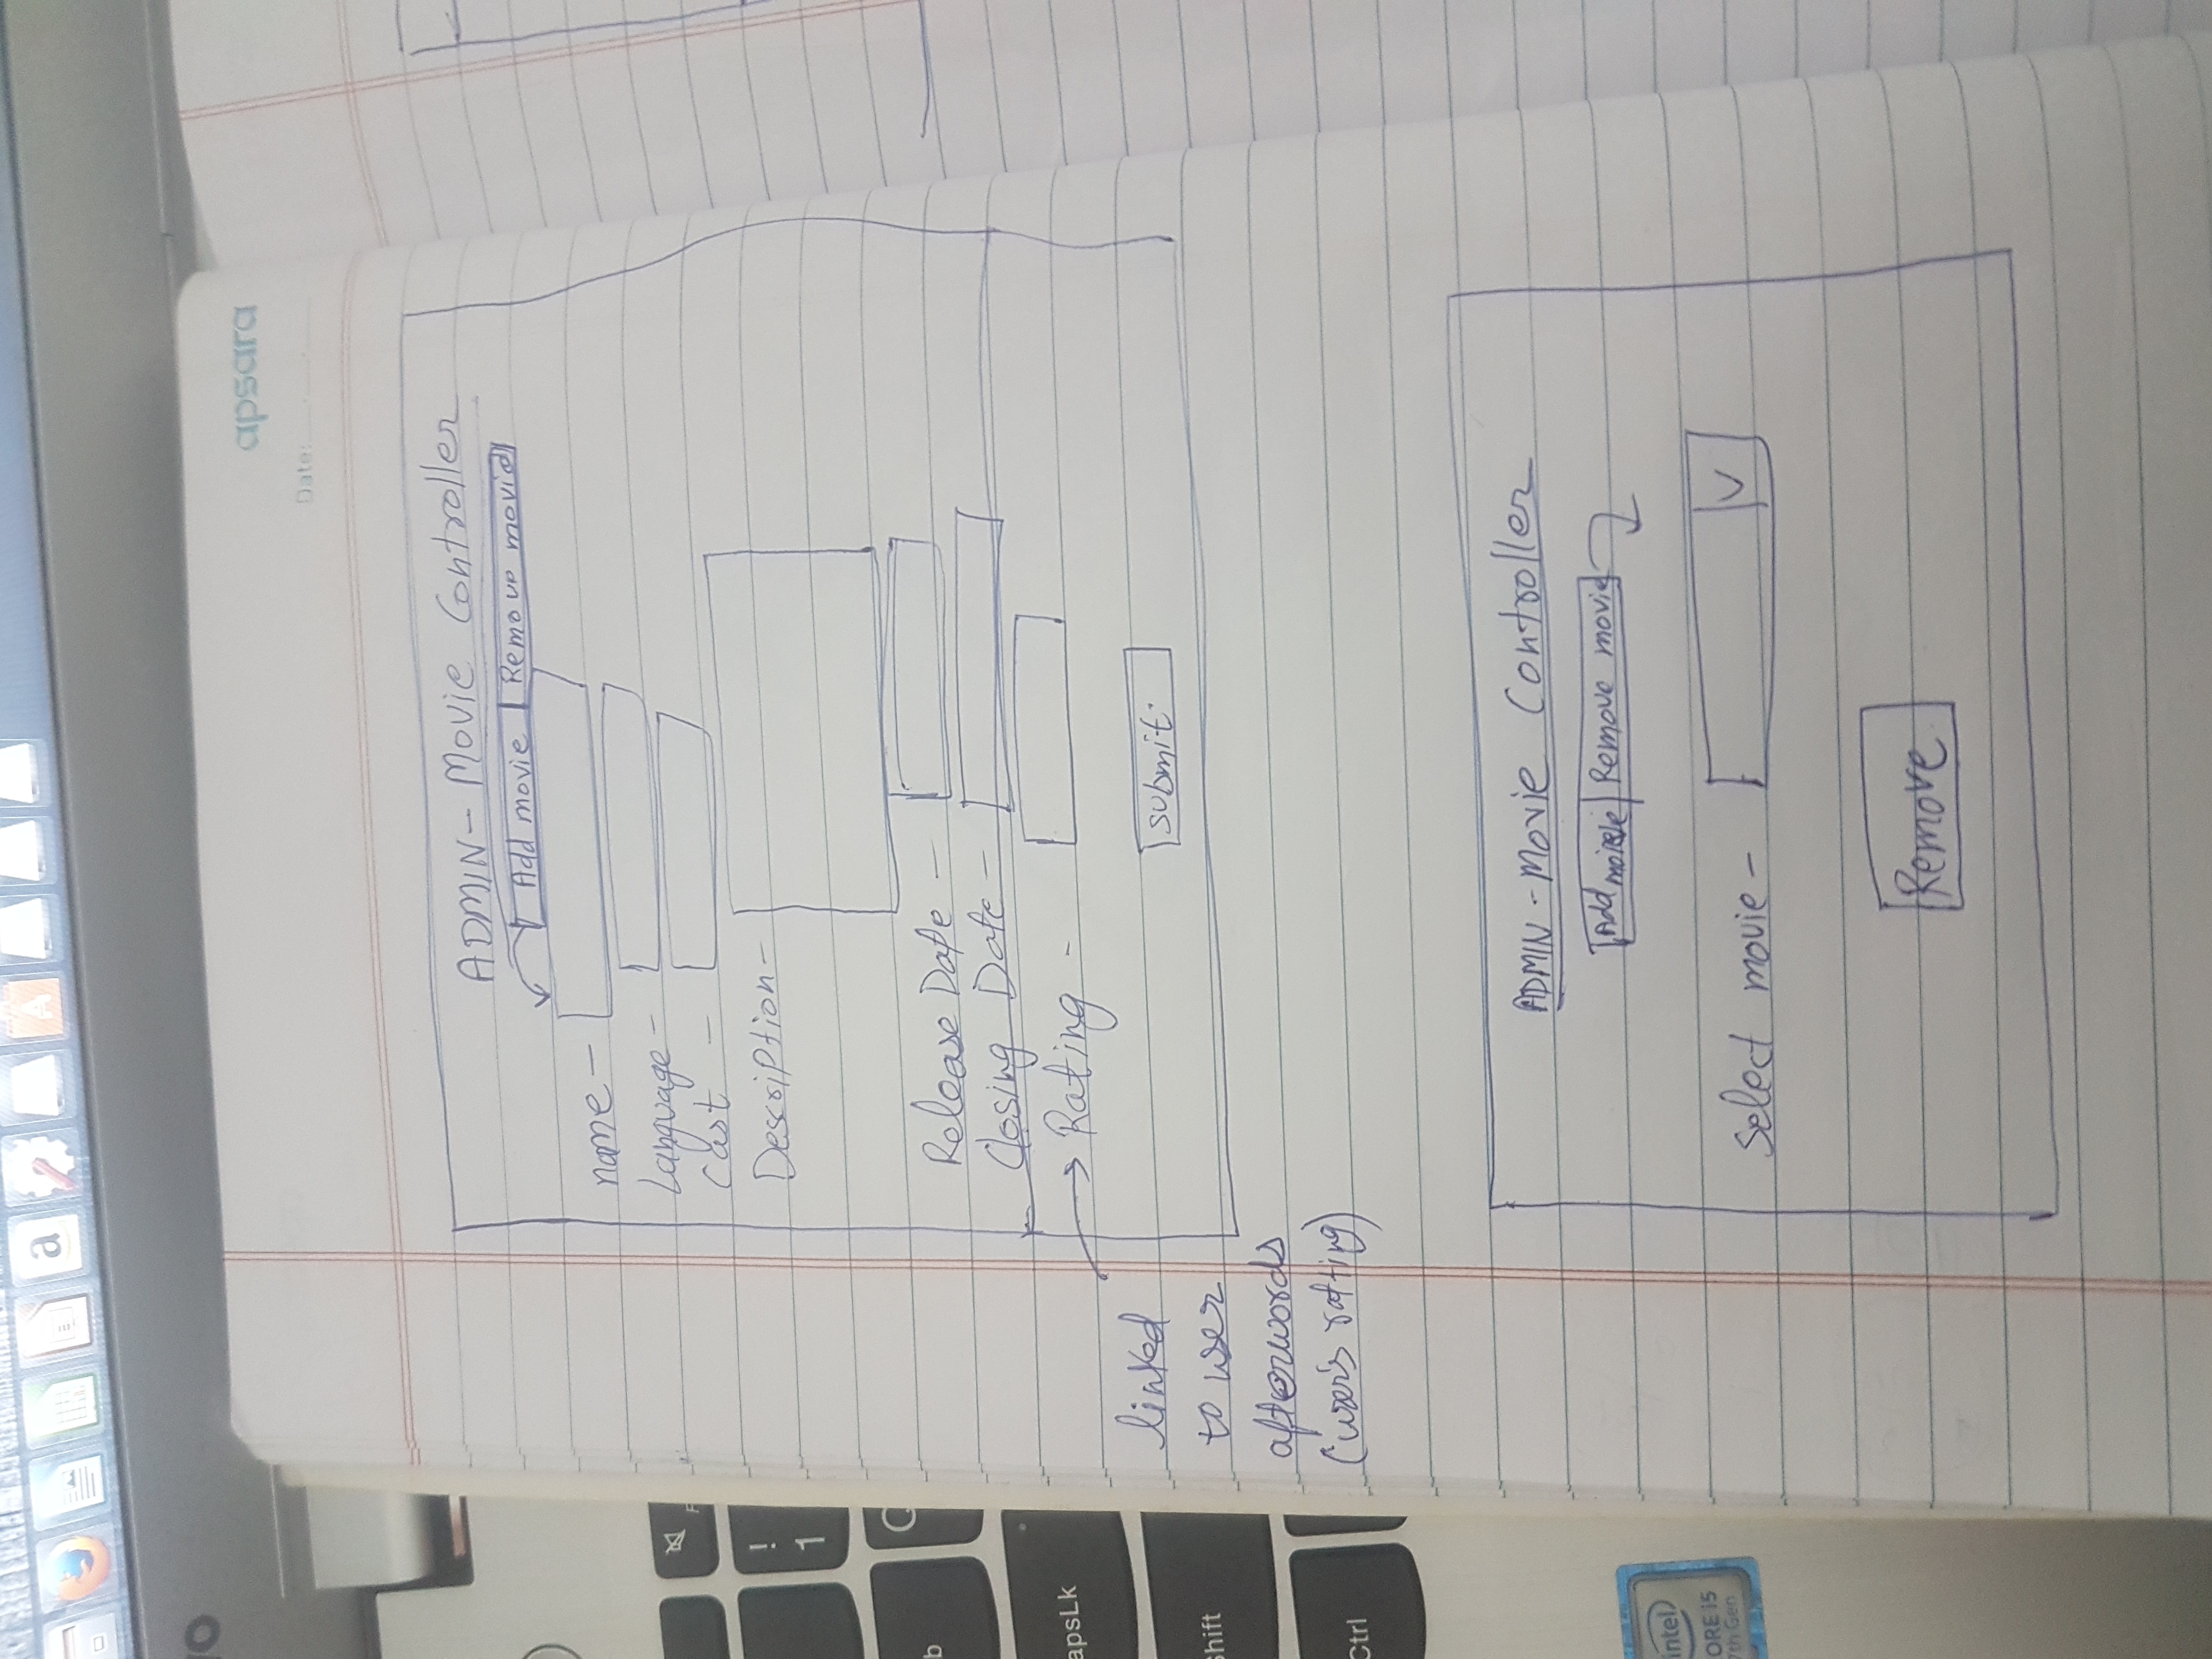 a
A
vo
apsara
Date:
ADMIN - Movie Controller
Add movie | Remove movie
name -
Language -
Cast -
Description -
Release Date -
Closing Date -
Rating -
linked
to user
afterwords
(user's ratting)
submit
ADMIN - Movie Controller
Add movie | Remove movie
Select movie - V
Remove
F
!
1
b
Q
apsLk
Shift
Ctrl
intel
CORE i5
7th Gen